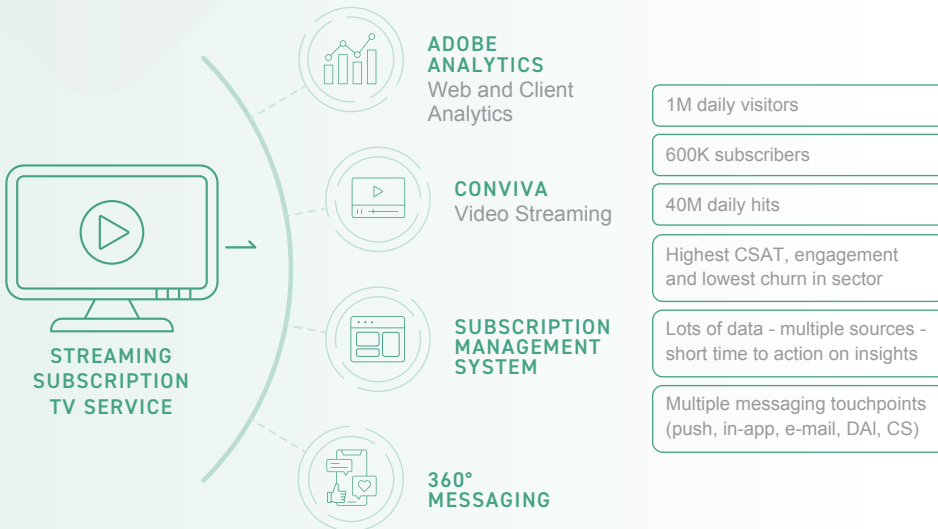 STREAMING
SUBSCRIPTION
TV SERVICE
ADOBE
ANALYTICS
Web and Client
Analytics
CONVIVA
Video Streaming
SUBSCRIPTION
MANAGEMENT
SYSTEM
360°
MESSAGING
1M daily visitors
600K subscribers
40M daily hits
Highest CSAT, engagement
and lowest churn in sector
Lots of data - multiple sources -
short time to action on insights
Multiple messaging touchpoints
(push, in-app, e-mail, DAI, CS)